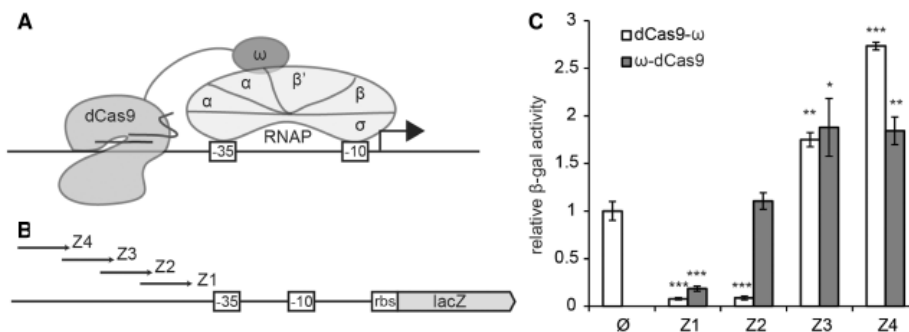 A
ω
α
α
β'
β
σ
dCas9
RNAP
-35
-10
B
Z4
Z3
Z2
Z1
-35
-10
rbs
lacZ
C
relative β-gal activity
3
2.5
2
1.5
1
0.5
0
dCas9-ω
ω-dCas9
***
***
***
**
*
***
**
Ø
Z1
Z2
Z3
Z4